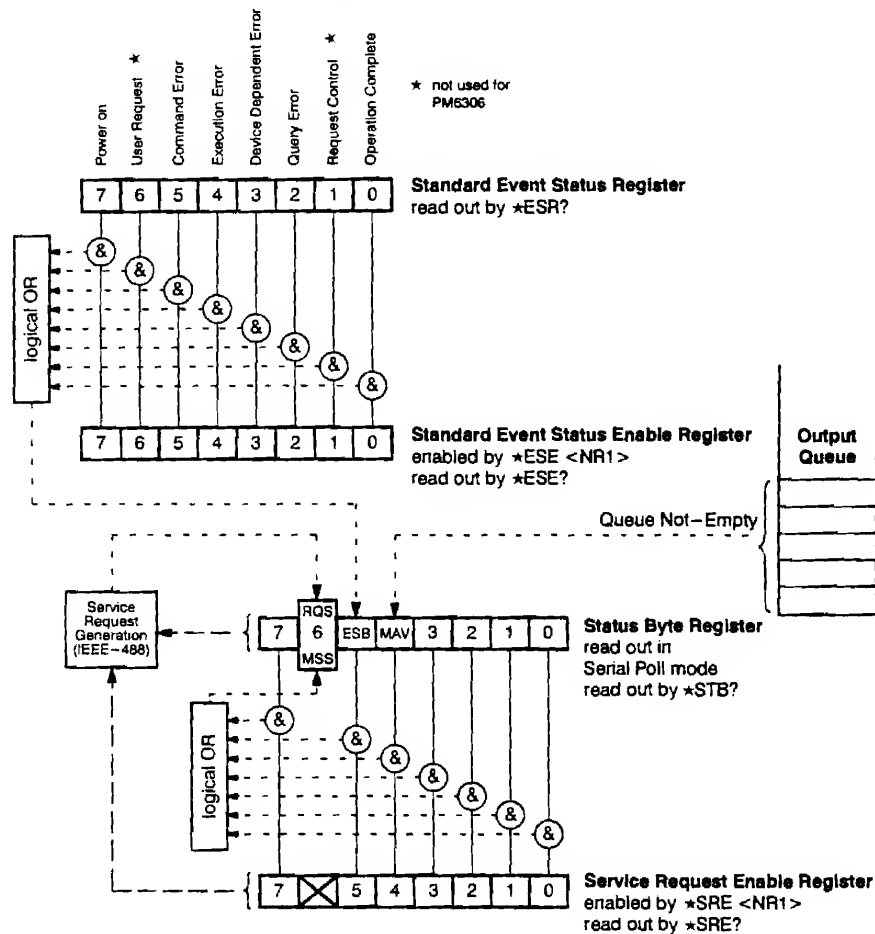 Power on
User Request ★
Command Error
Execution Error
Device Dependent Error
Query Error
Request Control ★
Operation Complete
★ not used for
PM6306
7 6 5 4 3 2 1 0
Standard Event Status Register
read out by ★ESR?
logical OR
& & & & & & & &
7 6 5 4 3 2 1 0
Standard Event Status Enable Register
enabled by ★ESE <NR1>
read out by ★ESE?
Output
Queue
Queue Not-Empty
Service
Request
Generation
(IEEE-488)
RQS
7 6 ESB MAV 3 2 1 0
MSS
Status Byte Register
read out in
Serial Poll mode
read out by ★STB?
logical OR
& & & & & & &
7 5 4 3 2 1 0
Service Request Enable Register
enabled by ★SRE <NR1>
read out by ★SRE?